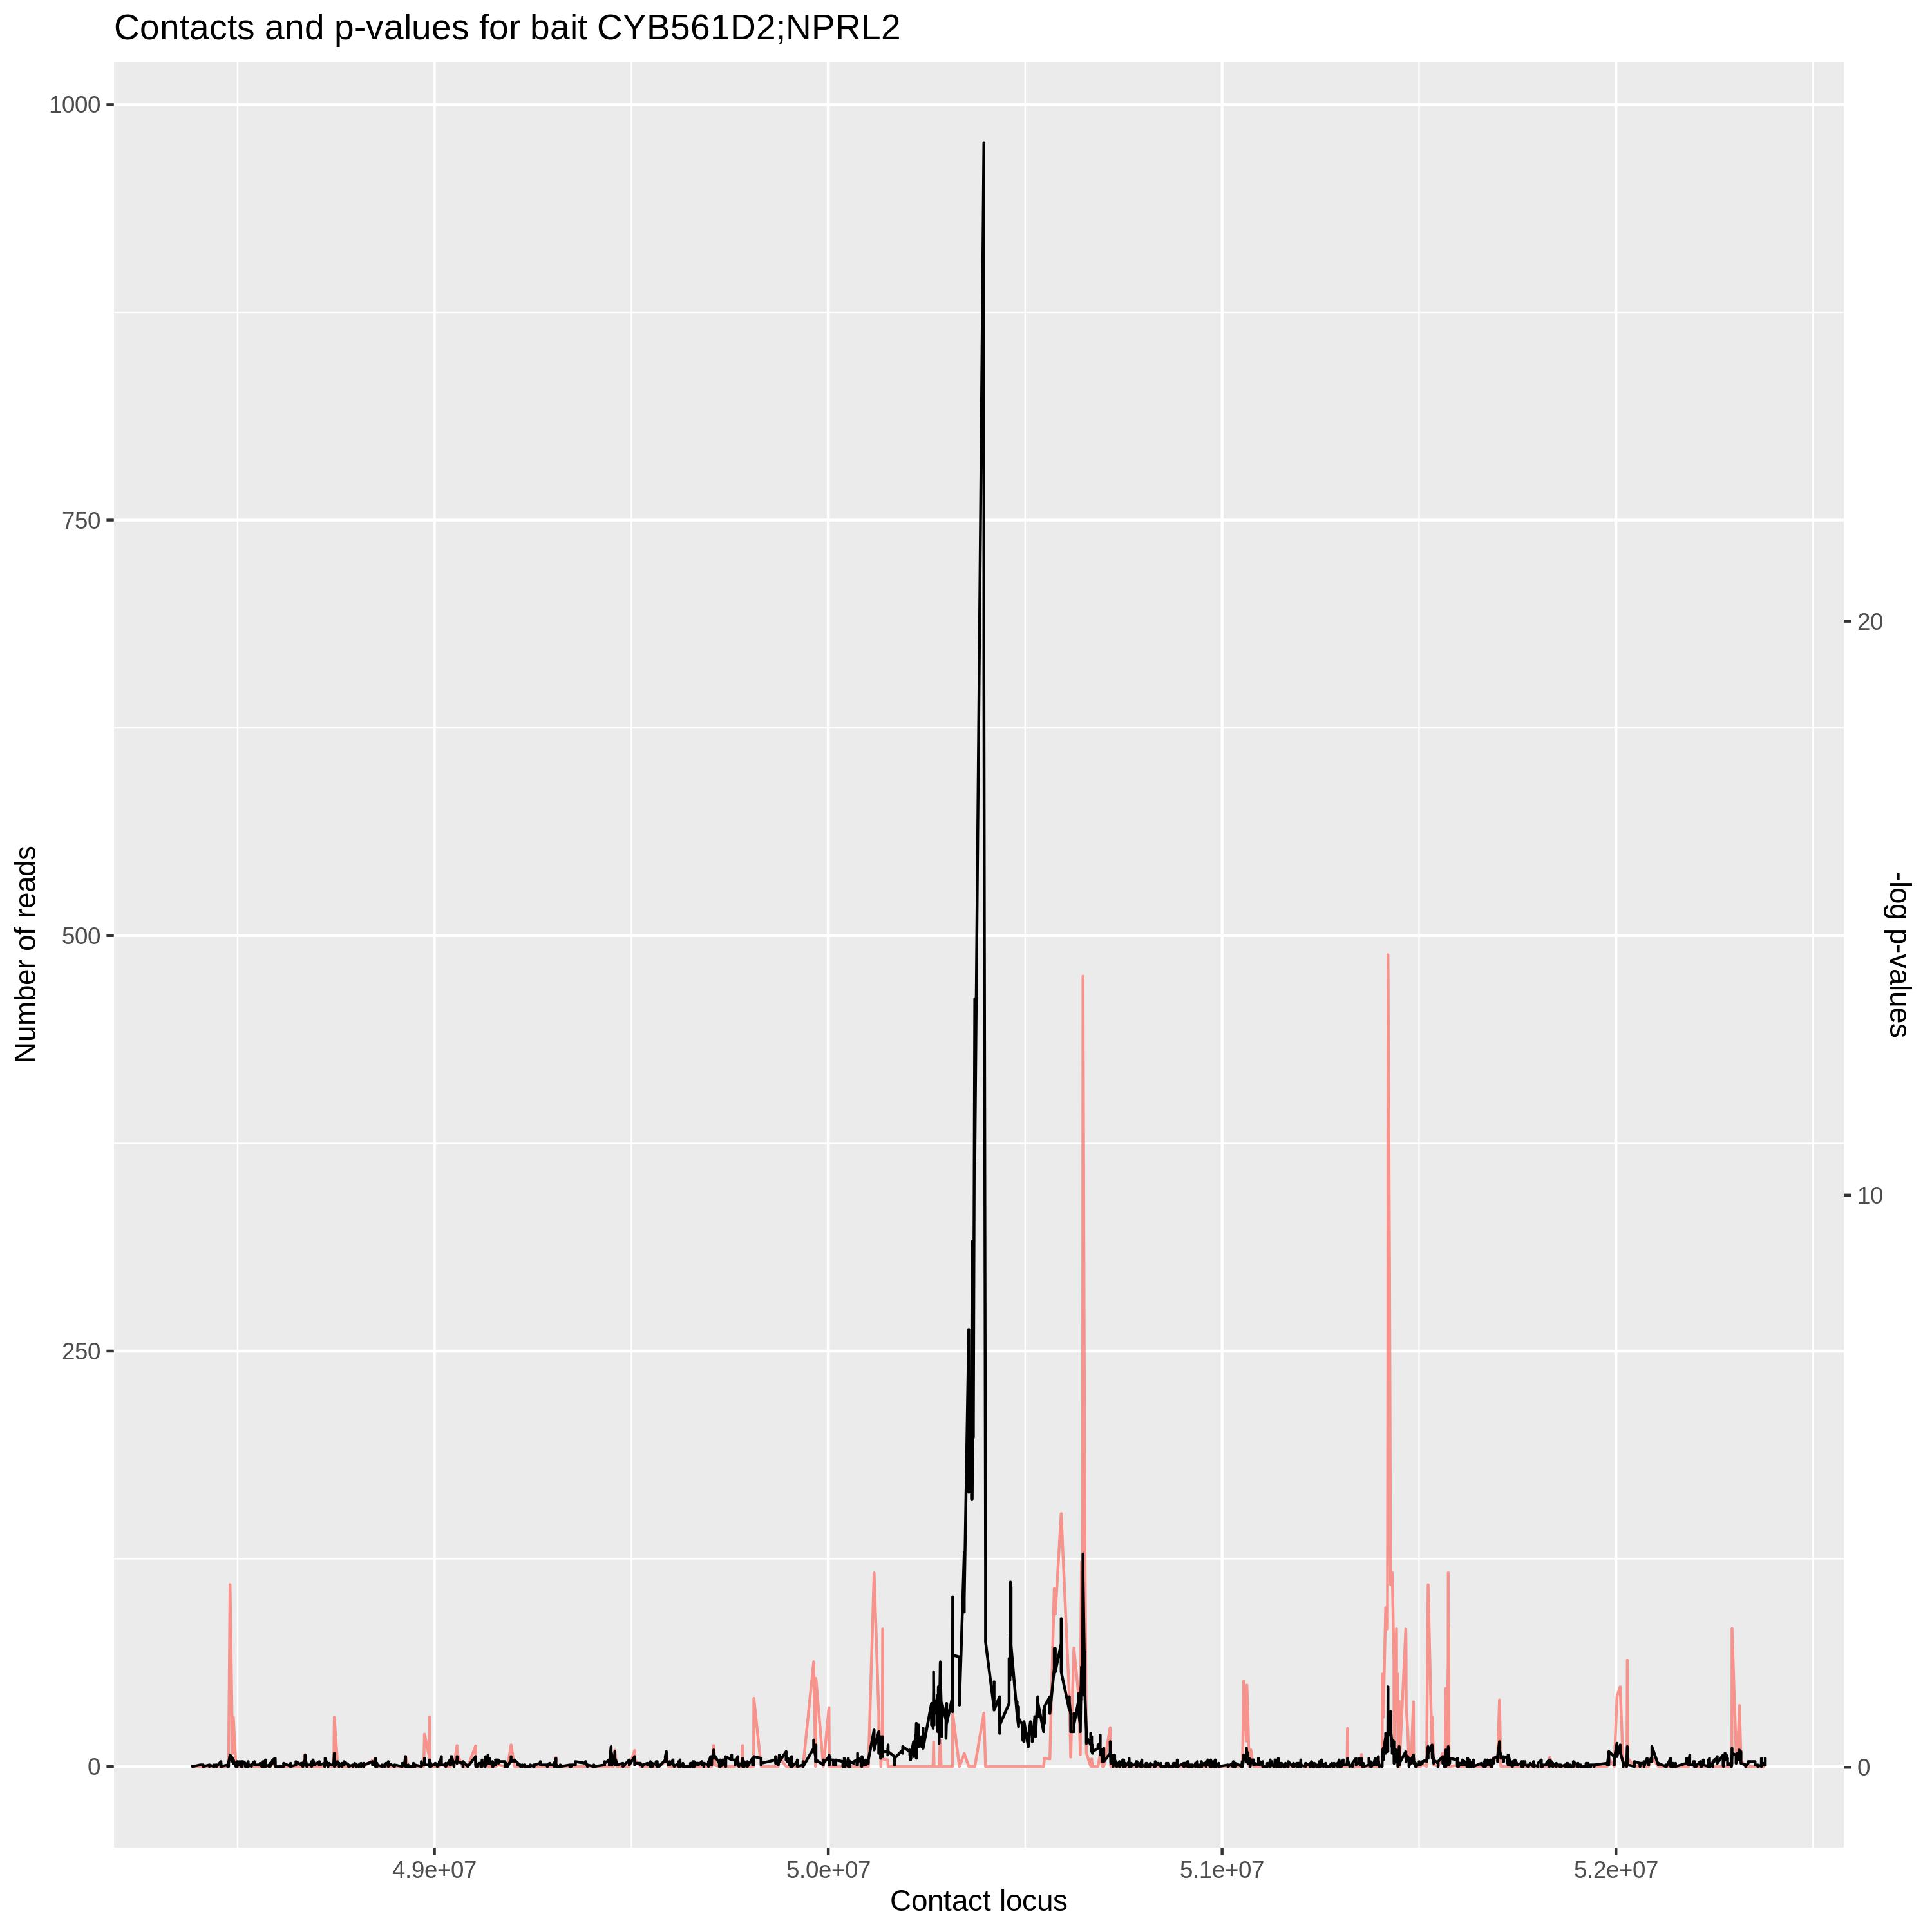 Contacts and p-values for bait CYB561D2;NPRL2
1000
750
500
250
0
Number of reads
20
10
0
-log p-values
4.9e+07
5.0e+07
5.1e+07
5.2e+07
Contact locus